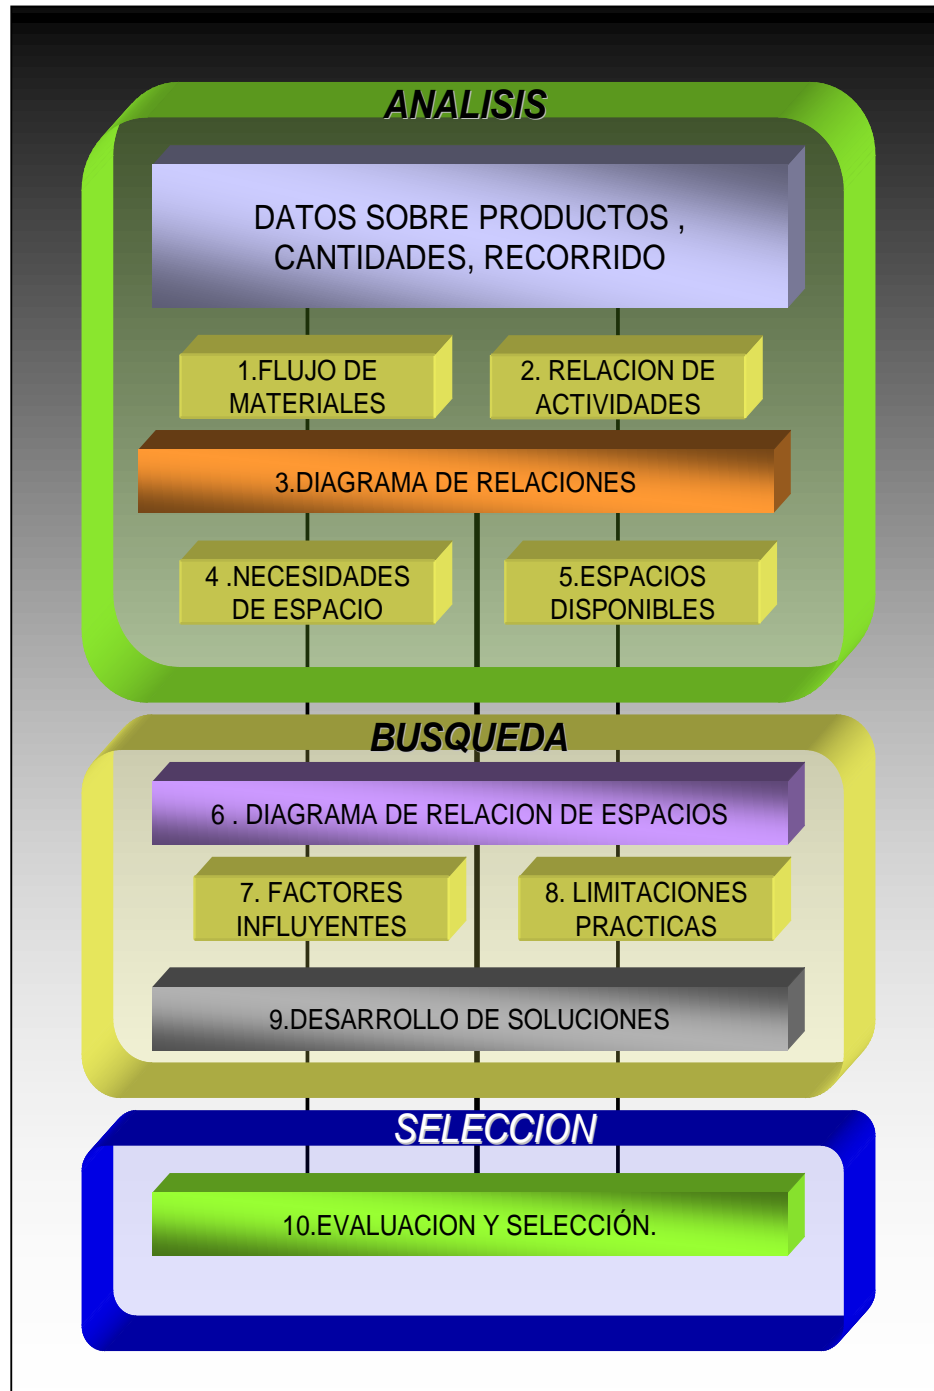 ANALISIS
DATOS SOBRE PRODUCTOS ,
CANTIDADES, RECORRIDO
1.FLUJO DE
MATERIALES
2. RELACION DE
ACTIVIDADES
3.DIAGRAMA DE RELACIONES
4 .NECESIDADES
DE ESPACIO
5.ESPACIOS
DISPONIBLES
BUSQUEDA
6 . DIAGRAMA DE RELACION DE ESPACIOS
7. FACTORES
INFLUYENTES
8. LIMITACIONES
PRACTICAS
9.DESARROLLO DE SOLUCIONES
SELECCION
10.EVALUACION Y SELECCIÓN.